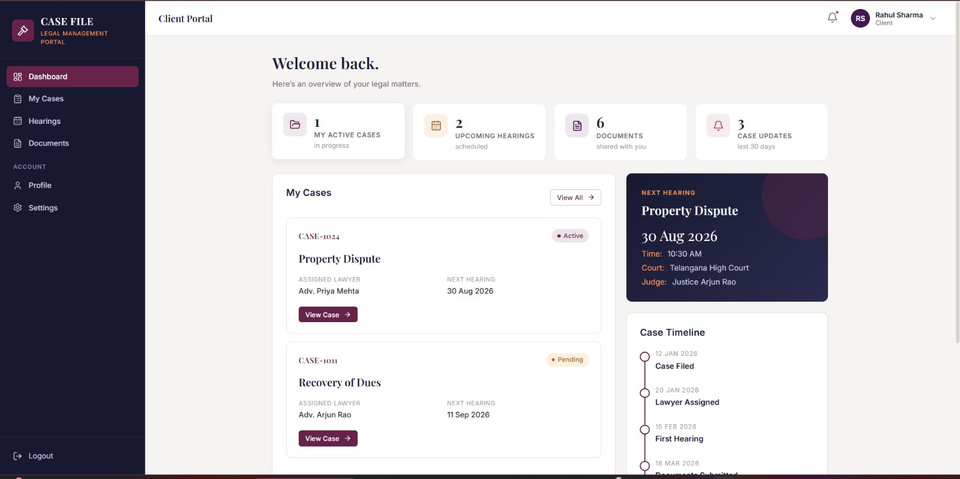 CASE FILE
LEGAL MANAGEMENT
PORTAL
Dashboard
My Cases
Hearings
Documents
ACCOUNT
Profile
Settings
Logout
Client Portal
RS
Rahul Sharma
Client
Welcome back.
Here's an overview of your legal matters.
1
MY ACTIVE CASES
in progress
2
UPCOMING HEARINGS
scheduled
6
DOCUMENTS
shared with you
3
CASE UPDATES
last 30 days
My Cases
View All →
CASE-1024
Active
Property Dispute
ASSIGNED LAWYER
Adv. Priya Mehta
NEXT HEARING
30 Aug 2026
View Case →
CASE-1011
Pending
Recovery of Dues
ASSIGNED LAWYER
Adv. Arjun Rao
NEXT HEARING
11 Sep 2026
View Case →
NEXT HEARING
Property Dispute
30 Aug 2026
Time: 10:30 AM
Court: Telangana High Court
Judge: Justice Arjun Rao
Case Timeline
12 JAN 2026
Case Filed
20 JAN 2026
Lawyer Assigned
15 FEB 2026
First Hearing
18 MAR 2026
Documents Submitted